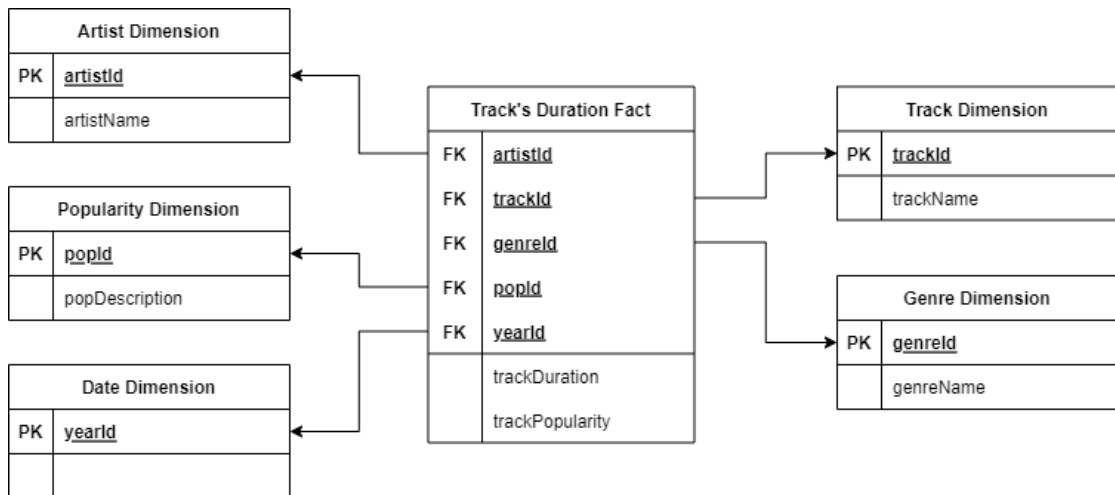 Artist Dimension
PK artistId
artistName
Popularity Dimension
PK popId
popDescription
Date Dimension
PK yearId
Track's Duration Fact
FK artistId
FK trackId
FK genreId
FK popId
FK yearId
trackDuration
trackPopularity
Track Dimension
PK trackId
trackName
Genre Dimension
PK genreId
genreName